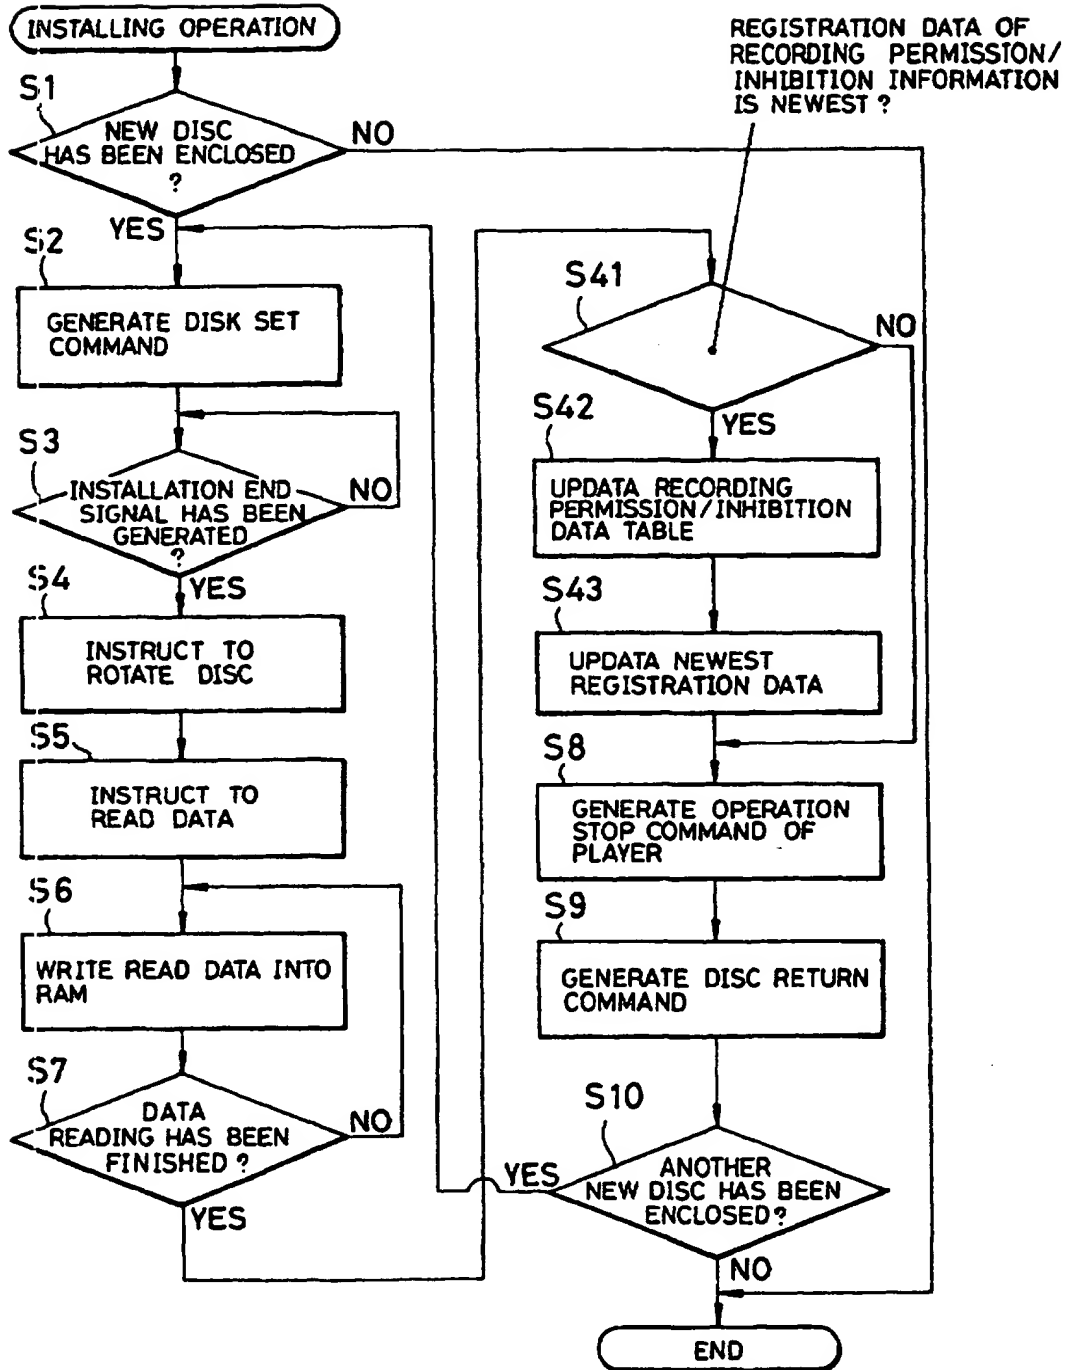 INSTALLING OPERATION
S1
NEW DISC
HAS BEEN ENCLOSED
?
NO
YES
S2
GENERATE DISK SET
COMMAND
S3
INSTALLATION END
SIGNAL HAS BEEN
GENERATED
?
NO
YES
S4
INSTRUCT TO
ROTATE DISC
S5
INSTRUCT TO
READ DATA
S6
WRITE READ DATA INTO
RAM
S7
DATA
READING HAS BEEN
FINISHED ?
NO
YES
REGISTRATION DATA OF
RECORDING PERMISSION/
INHIBITION INFORMATION
IS NEWEST ?
S41
NO
YES
S42
UPDATA RECORDING
PERMISSION/INHIBITION
DATA TABLE
S43
UPDATA NEWEST
REGISTRATION DATA
S8
GENERATE OPERATION
STOP COMMAND OF
PLAYER
S9
GENERATE DISC RETURN
COMMAND
S10
YES
ANOTHER
NEW DISC HAS BEEN
ENCLOSED?
NO
END